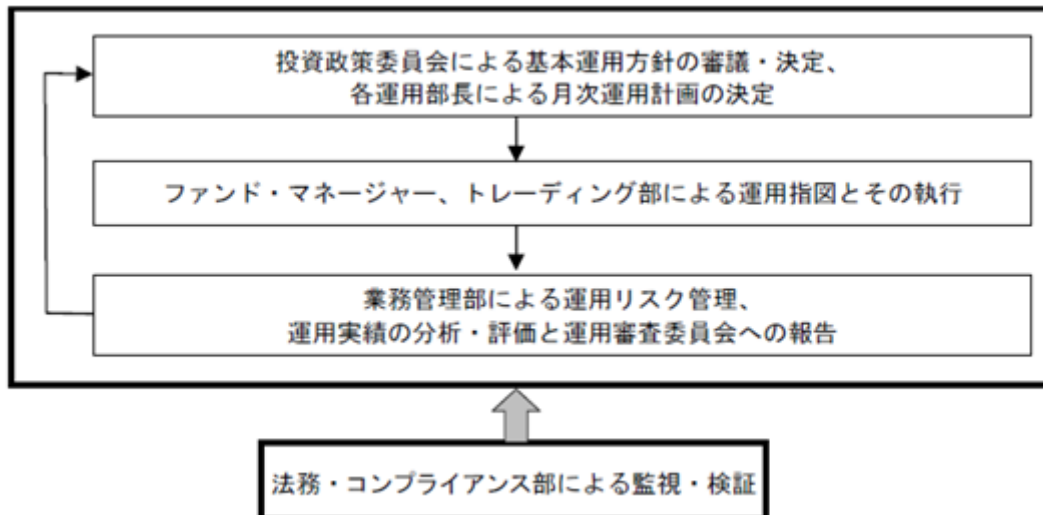 投資政策委員会による基本運用方針の審議・決定、
各運用部長による月次運用計画の決定
ファンド・マネージャー、トレーディング部による運用指図とその執行
業務管理部による運用リスク管理、
運用実績の分析・評価と運用審査委員会への報告
法務・コンプライアンス部による監視・検証